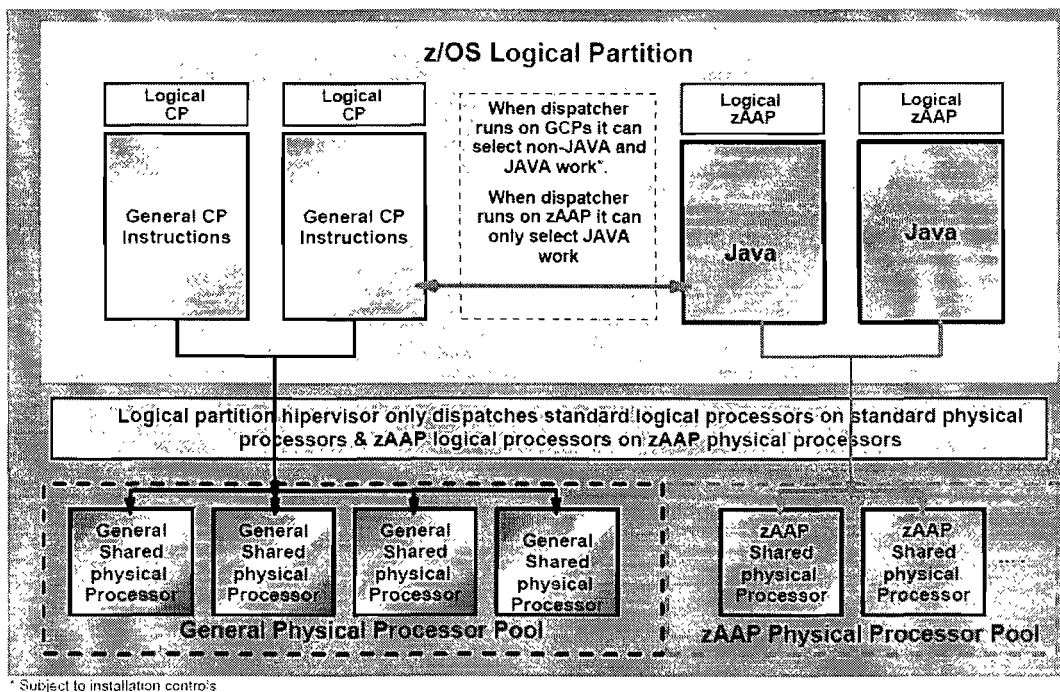 z/OS Logical Partition
Logical
CP
Logical
CP
When dispatcher
runs on GCPs it can
select non-JAVA and
JAVA work*.
When dispatcher
runs on zAAP it can
only select JAVA
work
Logical
zAAP
Logical
zAAP
General CP
Instructions
General CP
Instructions
Java
Java
Logical partition hipervisor only dispatches standard logical processors on standard physical
processors & zAAP logical processors on zAAP physical processors
General
Shared
physical
Processor
General
Shared
physical
Processor
General
Shared
physical
Processor
General
Shared
physical
Processor
zAAP
Shared
physical
Processor
zAAP
Shared
physical
Processor
General Physical Processor Pool
zAAP Physical Processor Pool
* Subject to installation controls